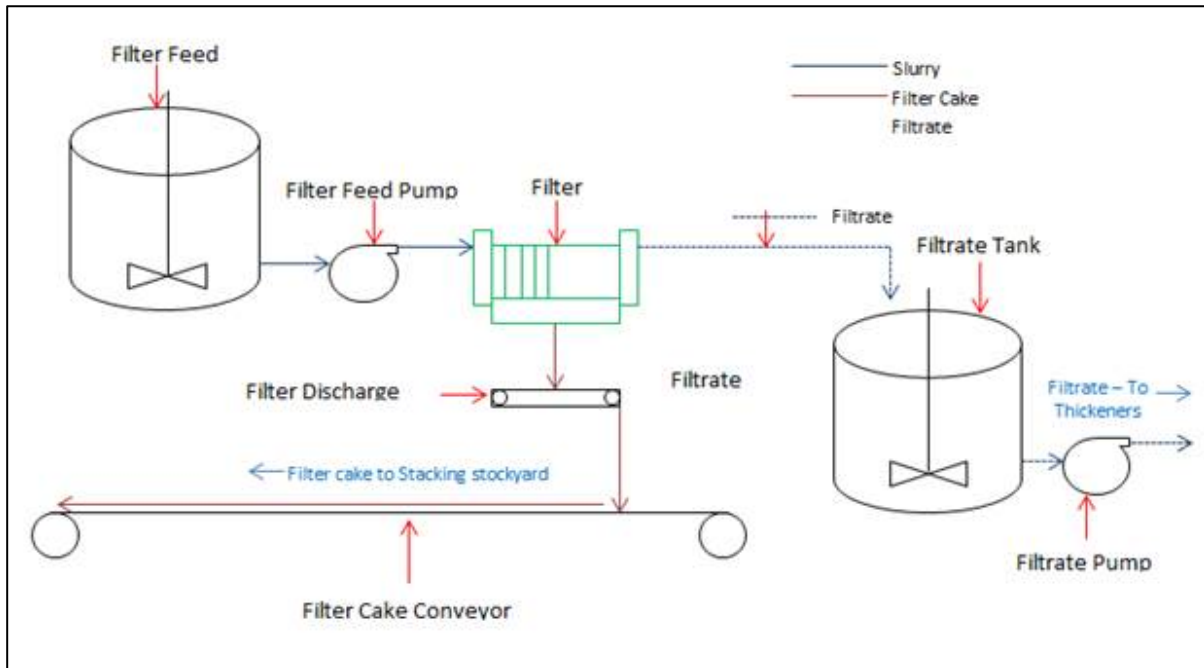 Filter Feed
Slurry
Filter Cake
Filtrate
Filter Feed Pump
Filter
Filtrate
Filtrate Tank
Filter Discharge
Filtrate
Filtrate – To
Thickeners
Filter cake to Stacking stockyard
Filtrate Pump
Filter Cake Conveyor